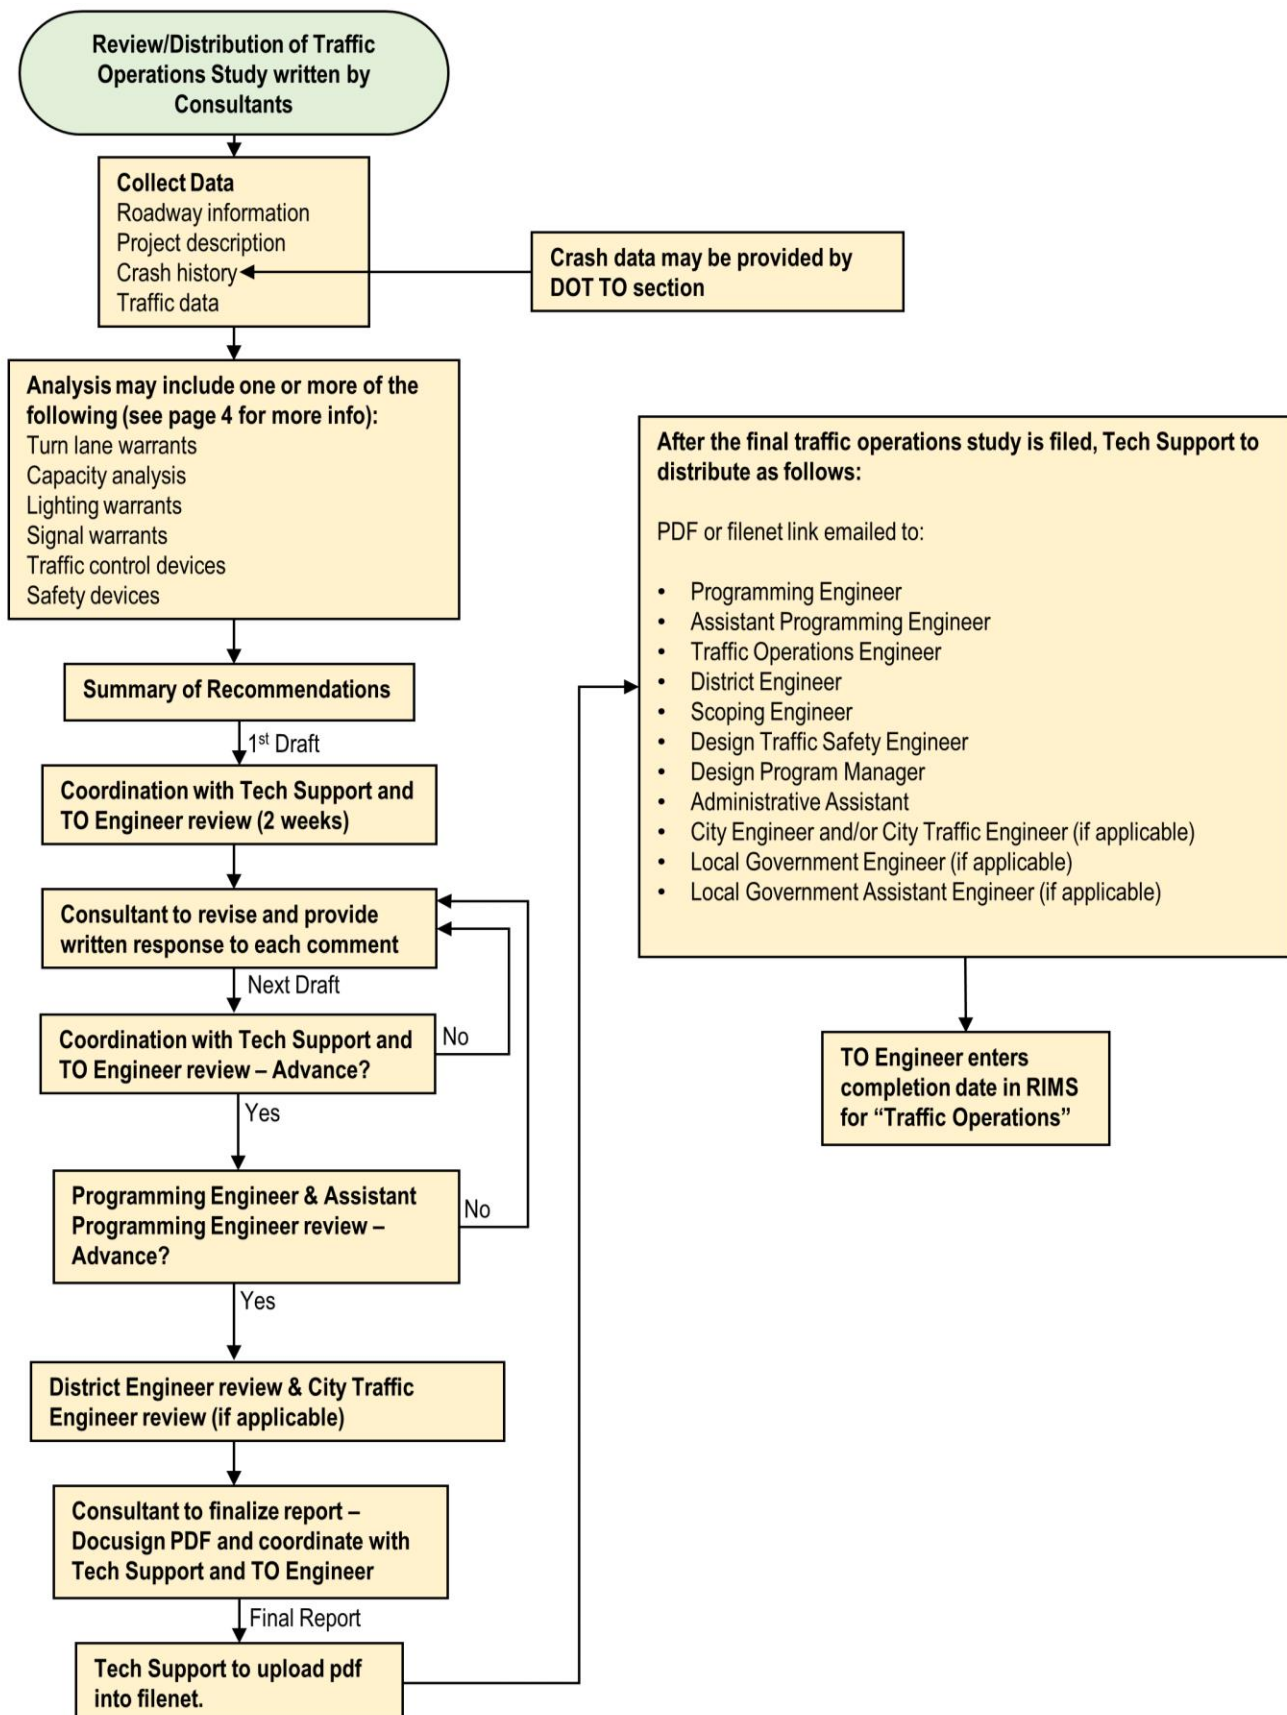 Review/Distribution of Traffic
Operations Study written by
Consultants
Collect Data
Roadway information
Project description
Crash history
Traffic data
Crash data may be provided by
DOT TO section
Analysis may include one or more of the
following (see page 4 for more info):
Turn lane warrants
Capacity analysis
Lighting warrants
Signal warrants
Traffic control devices
Safety devices
Summary of Recommendations
1st Draft
Coordination with Tech Support and
TO Engineer review (2 weeks)
Consultant to revise and provide
written response to each comment
Next Draft
Coordination with Tech Support and
TO Engineer review – Advance?
No
Yes
Programming Engineer & Assistant
Programming Engineer review –
Advance?
No
Yes
District Engineer review & City Traffic
Engineer review (if applicable)
Consultant to finalize report –
Docusign PDF and coordinate with
Tech Support and TO Engineer
Final Report
Tech Support to upload pdf
into filenet.
After the final traffic operations study is filed, Tech Support to
distribute as follows:
PDF or filenet link emailed to:
• Programming Engineer
• Assistant Programming Engineer
• Traffic Operations Engineer
• District Engineer
• Scoping Engineer
• Design Traffic Safety Engineer
• Design Program Manager
• Administrative Assistant
• City Engineer and/or City Traffic Engineer (if applicable)
• Local Government Engineer (if applicable)
• Local Government Assistant Engineer (if applicable)
TO Engineer enters
completion date in RIMS
for “Traffic Operations”